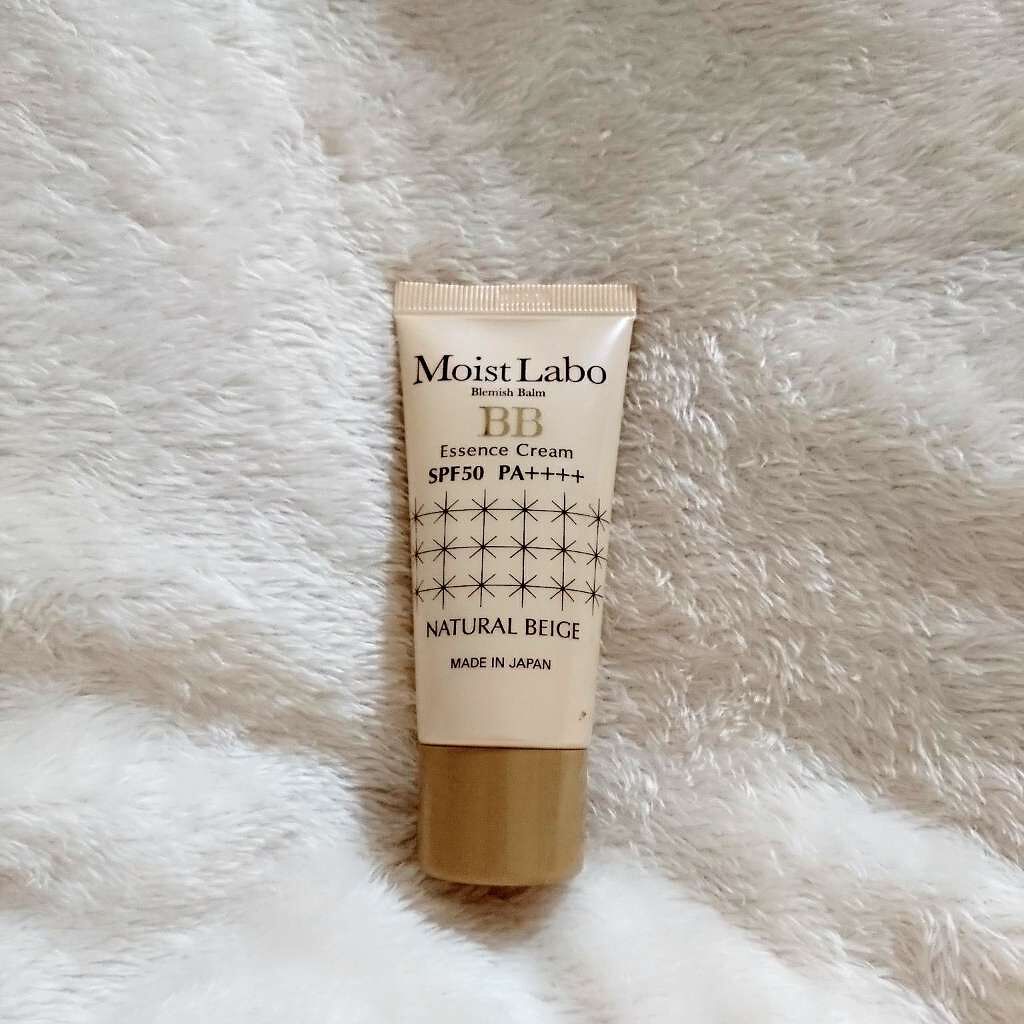 Moist Labo
Blemish Balm
BB
Essence Cream
SPF50 PA++++
NATURAL BEIGE
MADE IN JAPAN